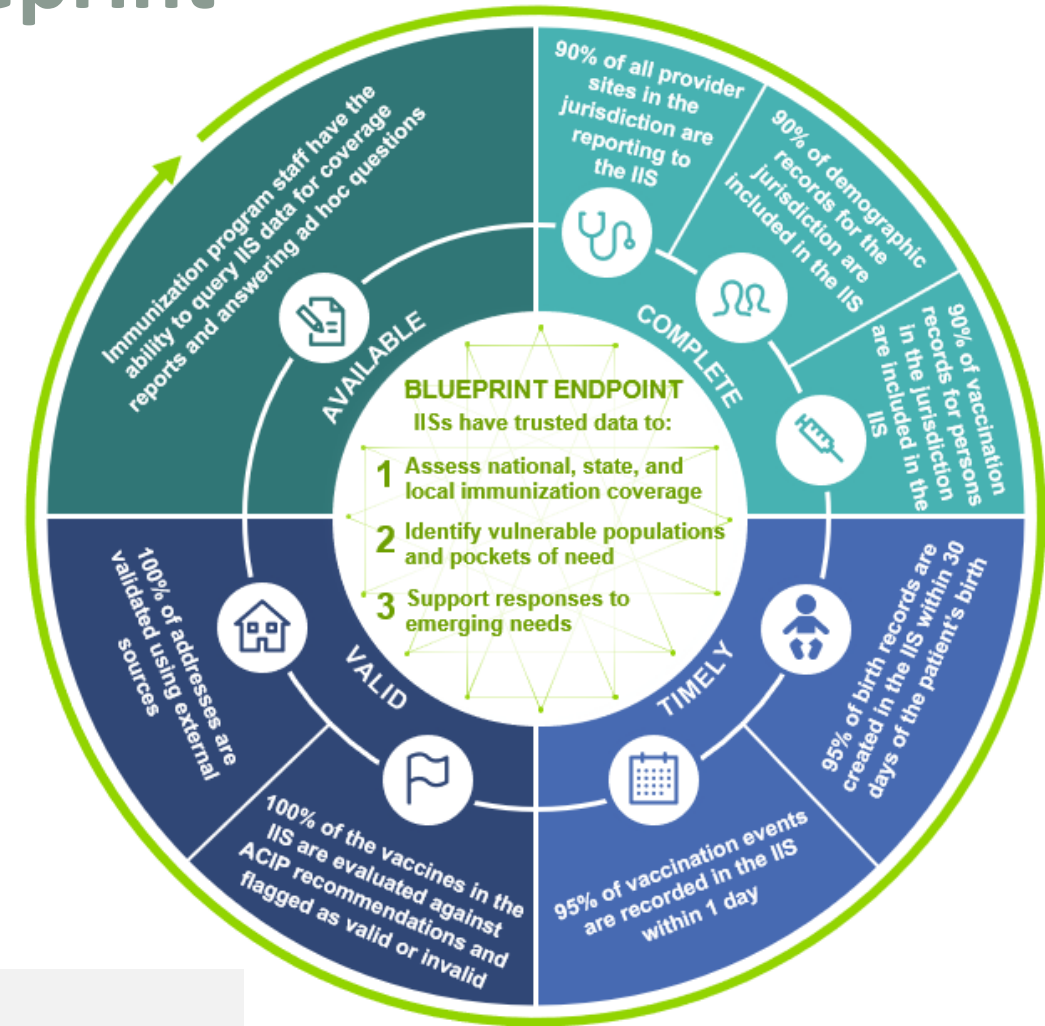 eprint
90% of all provider
sites in the
jurisdiction are
reporting to
the IIS
90% of demographic
records for the
jurisdiction are
included in the IIS
90% of vaccination
records for persons
in the jurisdiction
are included in the
IIS
COMPLETE
95% of birth records are
created in the IIS within 30
days of the patient's birth
95% of vaccination events
are recorded in the IIS
within 1 day
TIMELY
100% of the vaccines in the
IIS are evaluated against
ACIP recommendations and
flagged as valid or invalid
100% of addresses are
validated using external
sources
VALID
Immunization program staff have the
ability to query IIS data for coverage
reports and answering ad hoc questions
AVAILABLE
BLUEPRINT ENDPOINT
IISs have trusted data to:
1 Assess national, state, and
local immunization coverage
2 Identify vulnerable populations
and pockets of need
3 Support responses to
emerging needs